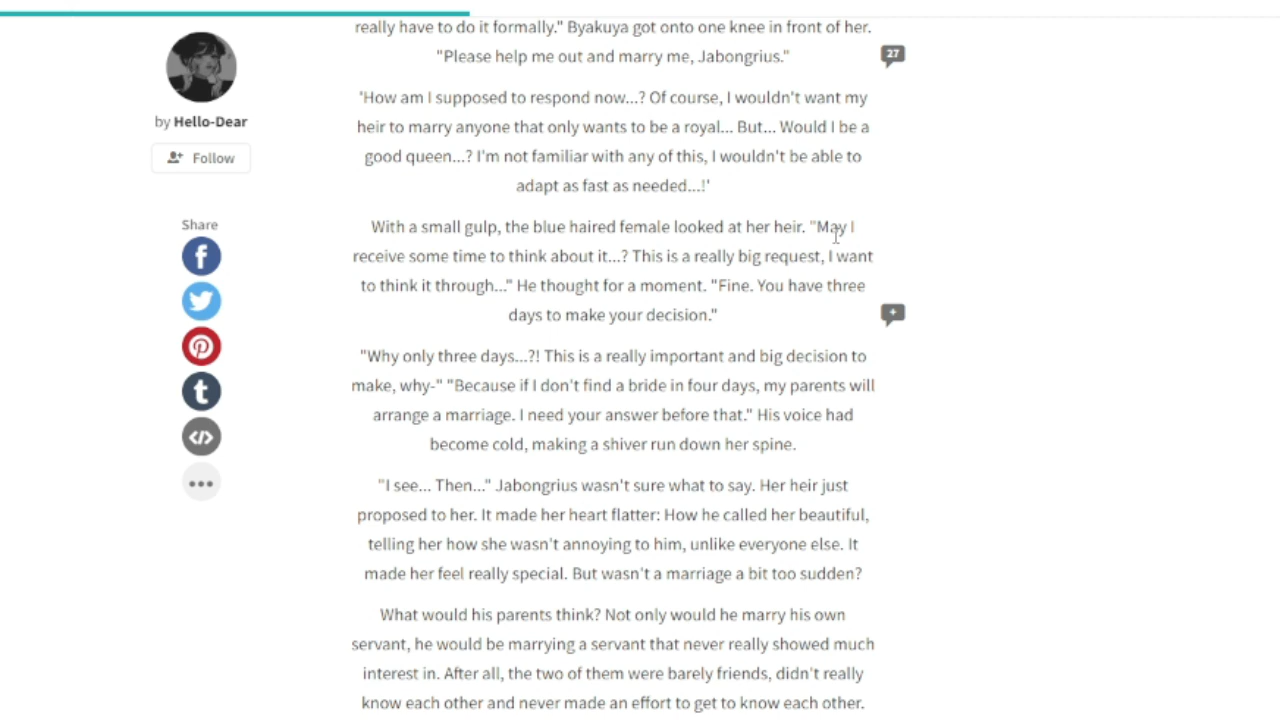 really have to do it formally." Byakuya got onto one knee in front of her.
"Please help me out and marry me, Jabongrius."
27
'How am I supposed to respond now...? Of course, I wouldn't want my
heir to marry anyone that only wants to be a royal... But... Would I be a
good queen...? I'm not familiar with any of this, I wouldn't be able to
adapt as fast as needed...!'
by Hello-Dear
Follow
Share
With a small gulp, the blue haired female looked at her heir. "May I
receive some time to think about it...? This is a really big request, I want
to think it through..." He thought for a moment. "Fine. You have three
days to make your decision."
+
"Why only three days...?! This is a really important and big decision to
make, why-" "Because if I don't find a bride in four days, my parents will
arrange a marriage. I need your answer before that." His voice had
become cold, making a shiver run down her spine.
"I see... Then..." Jabongrius wasn't sure what to say. Her heir just
proposed to her. It made her heart flatter: How he called her beautiful,
telling her how she wasn't annoying to him, unlike everyone else. It
made her feel really special. But wasn't a marriage a bit too sudden?
What would his parents think? Not only would he marry his own
servant, he would be marrying a servant that never really showed much
interest in. After all, the two of them were barely friends, didn't really
know each other and never made an effort to get to know each other.